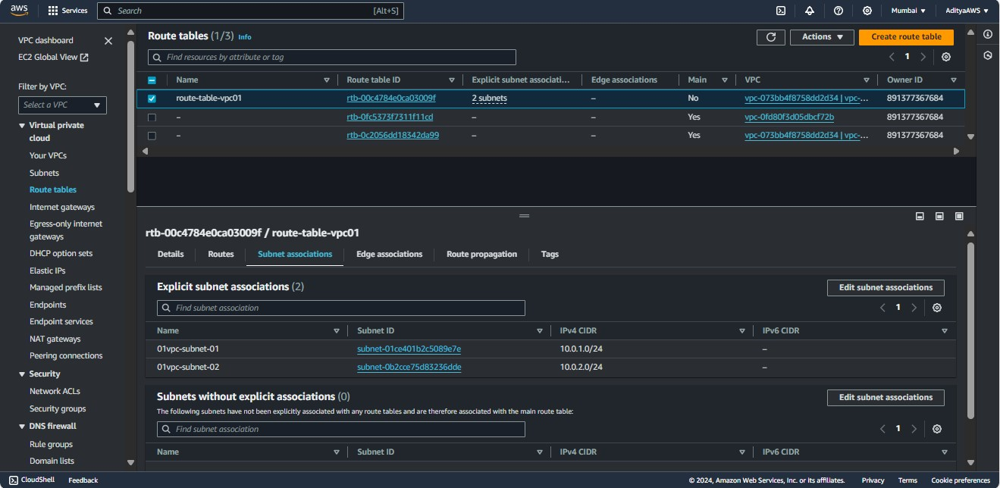 aws Services Search [Alt+S] Mumbai ▼ AdityaAWS ▼
VPC dashboard
EC2 Global View
Filter by VPC:
Select a VPC
Virtual private
cloud
Your VPCs
Subnets
Route tables
Internet gateways
Egress-only internet
gateways
DHCP option sets
Elastic IPs
Managed prefix lists
Endpoints
Endpoint services
NAT gateways
Peering connections
Security
Network ACLs
Security groups
DNS firewall
Rule groups
Domain lists
Route tables (1/3) Info
Actions ▼ Create route table
Find resources by attribute or tag
1
Name Route table ID Explicit subnet associati... Edge associations Main VPC Owner ID
route-table-vpc01 rtb-00c4784e0ca03009f 2 subnets – No vpc-073bb4f8758dd2d34 | vpc-... 891377367684
– rtb-0fc5373f7311f11cd – – Yes vpc-0fd80f3d05dbcf72b 891377367684
– rtb-0c2056dd18342da99 – – Yes vpc-073bb4f8758dd2d34 | vpc-... 891377367684
rtb-00c4784e0ca03009f / route-table-vpc01
Details Routes Subnet associations Edge associations Route propagation Tags
Explicit subnet associations (2)
Edit subnet associations
Find subnet association
1
Name Subnet ID IPv4 CIDR IPv6 CIDR
01vpc-subnet-01 subnet-01ce401b2c5089e7e 10.0.1.0/24 –
01vpc-subnet-02 subnet-0b2cce75d83236dde 10.0.2.0/24 –
Subnets without explicit associations (0)
Edit subnet associations
The following subnets have not been explicitly associated with any route tables and are therefore associated with the main route table:
Find subnet association
1
Name Subnet ID IPv4 CIDR IPv6 CIDR
CloudShell Feedback © 2024, Amazon Web Services, Inc. or its affiliates. Privacy Terms Cookie preferences